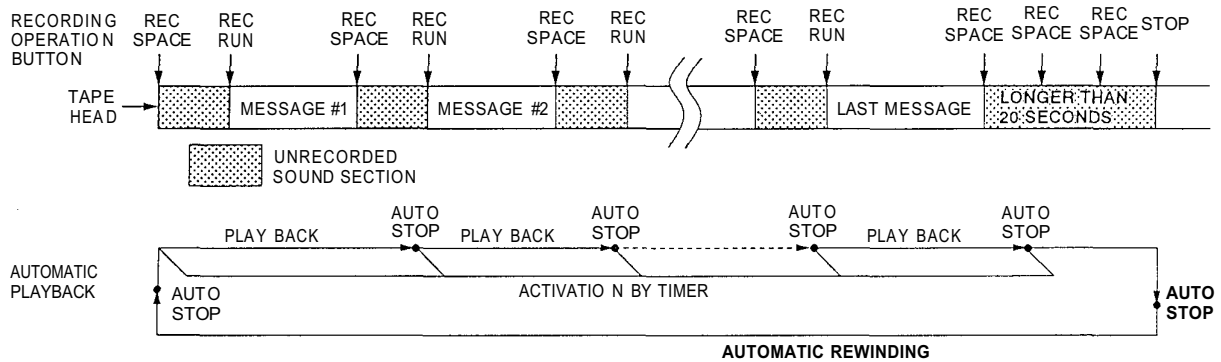 RECORDING
OPERATION
BUTTON
REC
SPACE
REC
RUN
REC
SPACE
REC
RUN
REC
SPACE
REC
RUN
REC
SPACE
REC
RUN
REC
SPACE
REC
SPACE
REC
SPACE
STOP
TAPE
HEAD
MESSAGE #1
MESSAGE #2
LAST MESSAGE
LONGER THAN
20 SECONDS
UNRECORDED
SOUND SECTION
AUTOMATIC
PLAYBACK
PLAY BACK
AUTO
STOP
PLAY BACK
AUTO
STOP
AUTO
STOP
PLAY BACK
AUTO
STOP
AUTO
STOP
ACTIVATIO N BY TIMER
AUTO
STOP
AUTOMATIC REWINDING